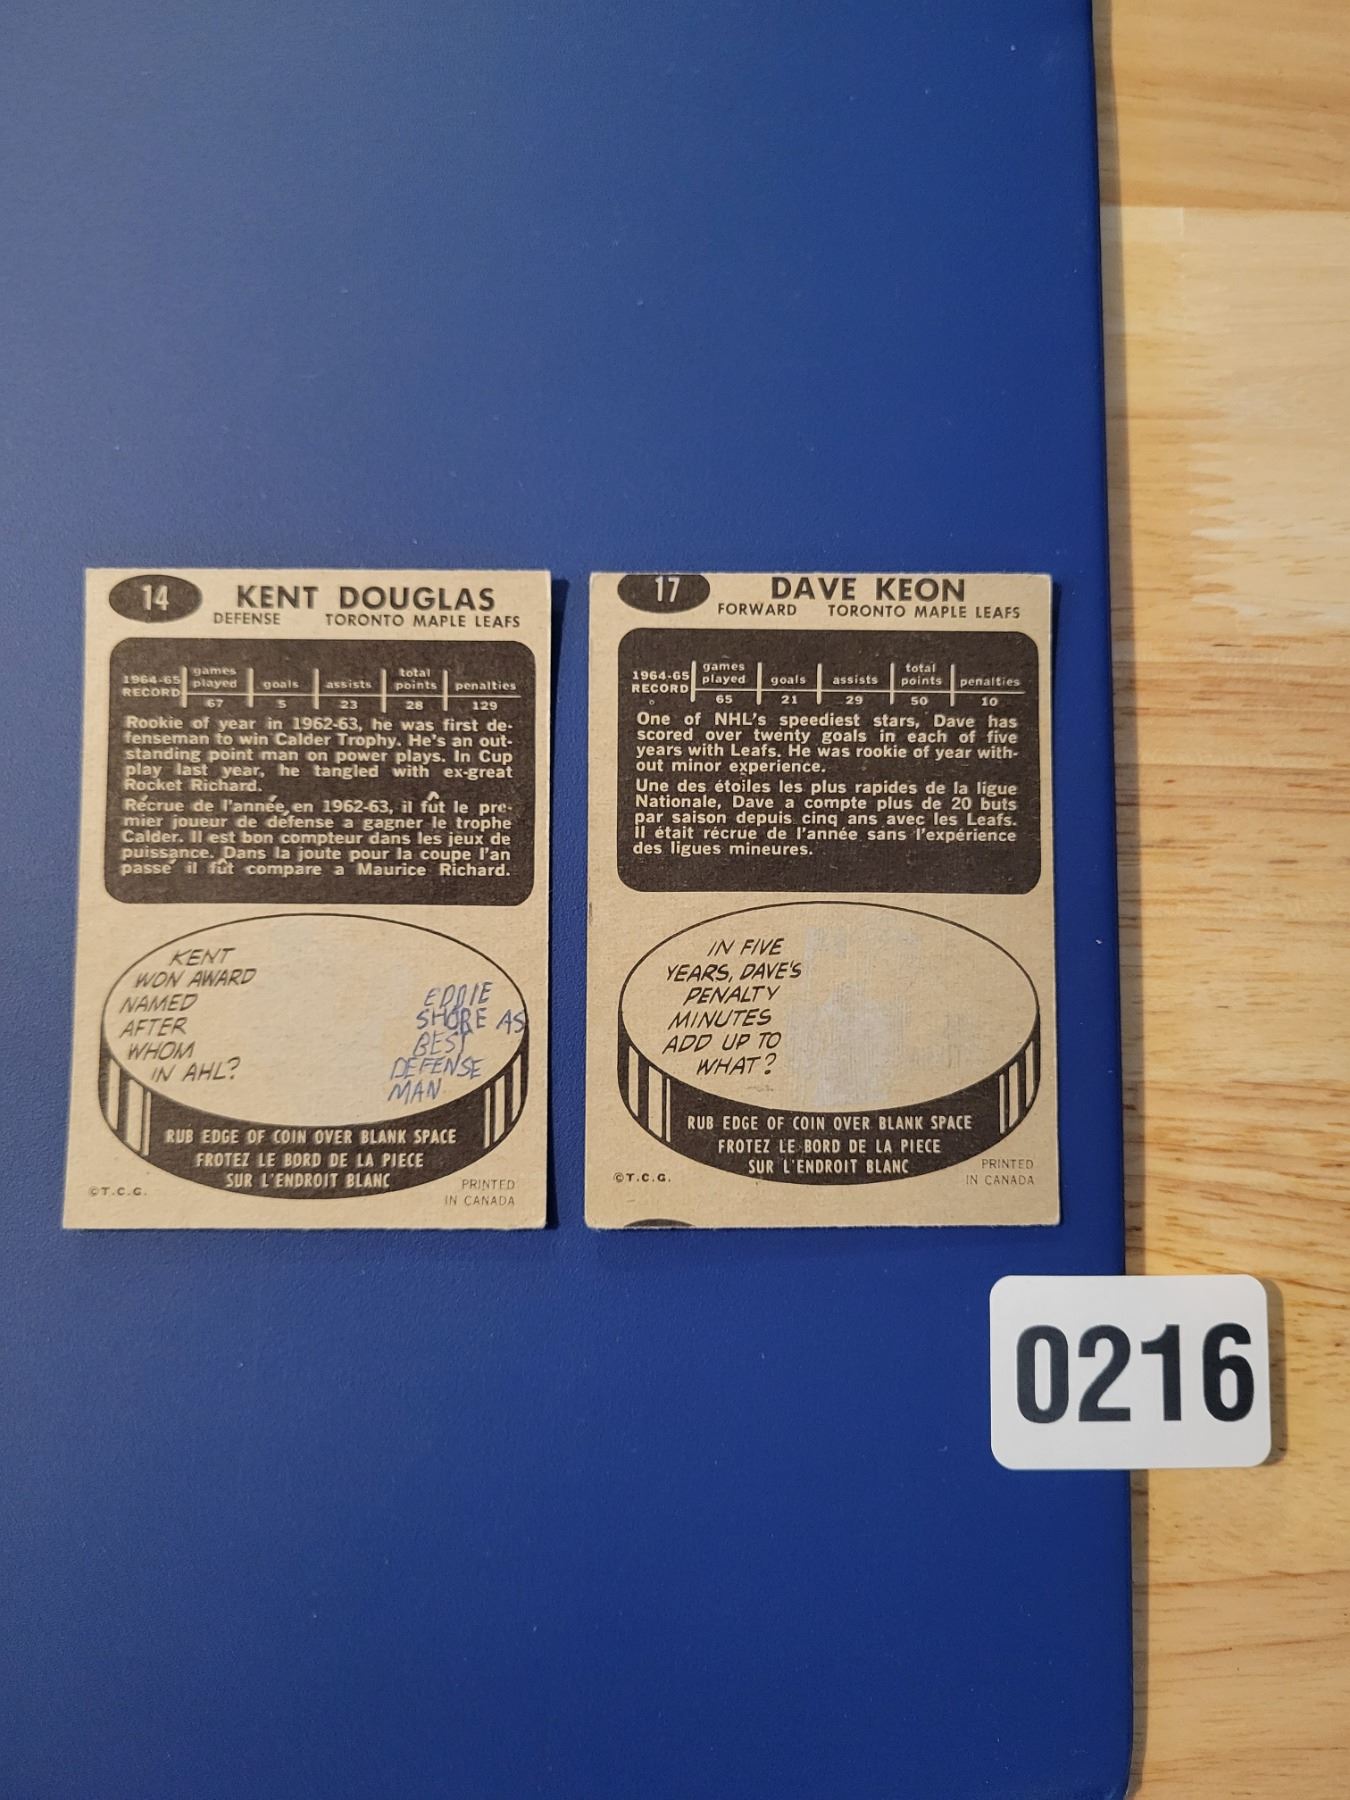 14 KENT DOUGLAS
DEFENSE TORONTO MAPLE LEAFS
1964-65 RECORD games played goals assists total points penalties
67 5 23 28 129
Rookie of year in 1962-63, he was first de-
fenseman to win Calder Trophy. He's an out-
standing point man on power plays. In Cup
play last year, he tangled with ex-great
Rocket Richard.
Récrue de l'année, en 1962-63, il fût le pre-
mier joueur de défense a gagner le trophe
Calder. Il est bon compteur dans les jeux de
puissance. Dans la joute pour la coupe l'an
passé il fût compare a Maurice Richard.
KENT
WON AWARD
NAMED
AFTER
WHOM
IN AHL?
EDDIE
SHORE AS
BEST
DEFENSE
MAN
RUB EDGE OF COIN OVER BLANK SPACE
FROTEZ LE BORD DE LA PIECE
SUR L'ENDROIT BLANC
©T.C.G.
PRINTED
IN CANADA
17 DAVE KEON
FORWARD TORONTO MAPLE LEAFS
1964-65 RECORD games played goals assists total points penalties
65 21 29 50 10
One of NHL's speediest stars, Dave has
scored over twenty goals in each of five
years with Leafs. He was rookie of year with-
out minor experience.
Une des étoiles les plus rapides de la ligue
Nationale, Dave a compte plus de 20 buts
par saison depuis cinq ans avec les Leafs.
Il était récrue de l'année sans l'expérience
des ligues mineures.
IN FIVE
YEARS, DAVE'S
PENALTY
MINUTES
ADD UP TO
WHAT?
RUB EDGE OF COIN OVER BLANK SPACE
FROTEZ LE BORD DE LA PIECE
SUR L'ENDROIT BLANC
©T.C.G.
PRINTED
IN CANADA
0216